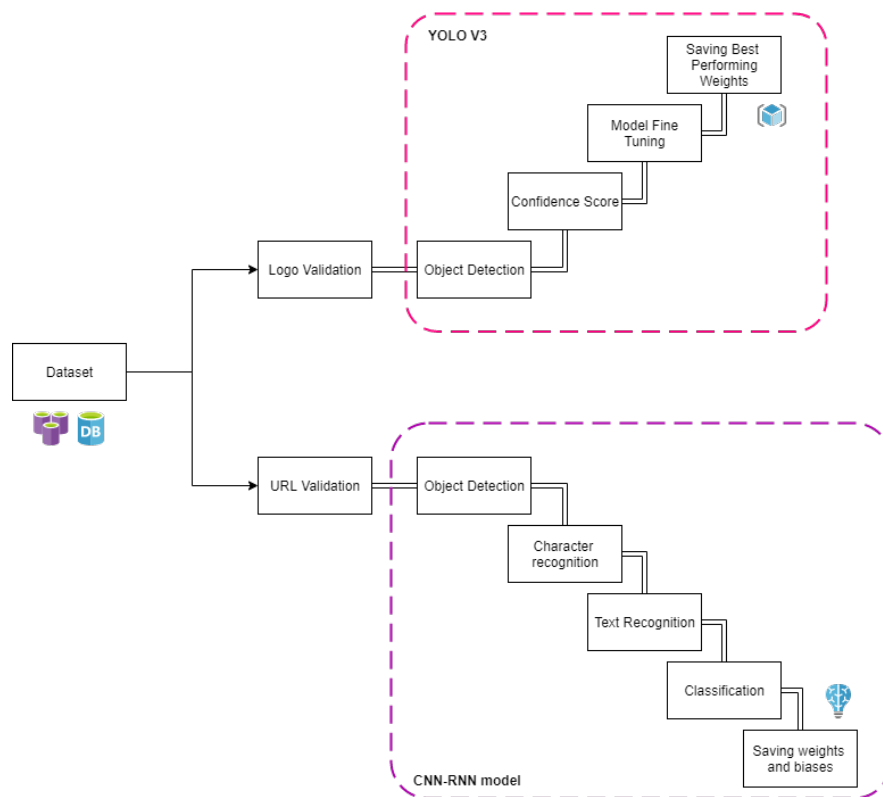 YOLO V3
Saving Best
Performing
Weights
Model Fine
Tuning
Confidence Score
Logo Validation
Object Detection
Dataset
DB
URL Validation
Object Detection
Character
recognition
Text Recognition
Classification
Saving weights
and biases
CNN-RNN model